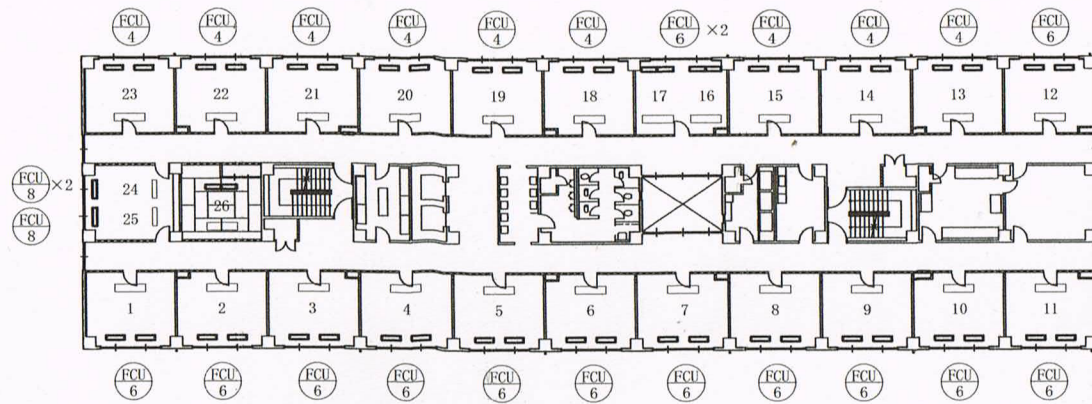 FCU FCU FCU FCU FCU FCU FCU ×2 FCU FCU FCU FCU
4 4 4 4 4 4 6 4 4 4 6
23 22 21 20 19 18 17 16 15 14 13 12
FCU ×2
8
FCU
8
24
25
26
1 2 3 4 5 6 7 8 9 10 11
FCU FCU FCU FCU FCU FCU FCU FCU FCU FCU FCU
6 6 6 6 6 6 6 6 6 6 6